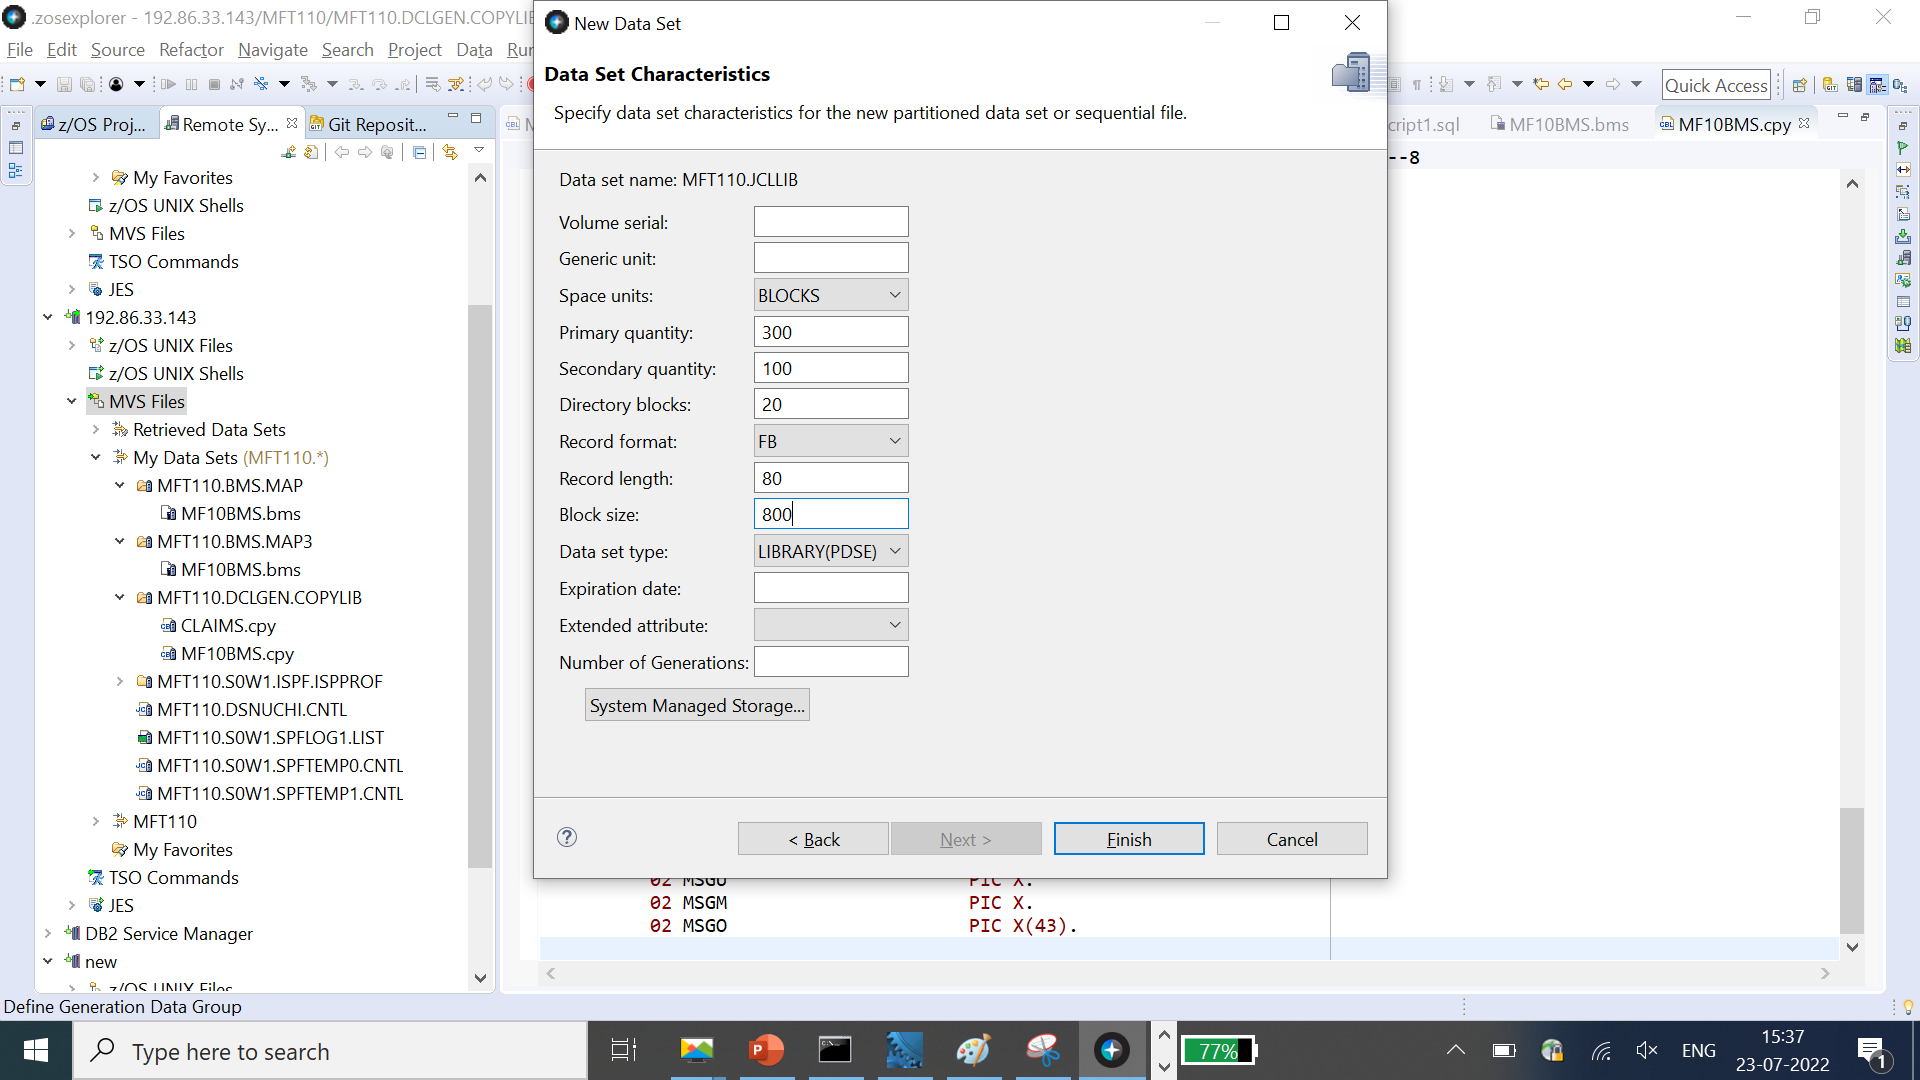 .zosexplorer - 192.86.33.143/MFT110/MFT110.DCLGEN.COPYLIB
File Edit Source Refactor Navigate Search Project Data Run
Quick Access
z/OS Proj...
Remote Sy...
Git Reposit...
My Favorites
z/OS UNIX Shells
MVS Files
TSO Commands
JES
192.86.33.143
z/OS UNIX Files
z/OS UNIX Shells
MVS Files
Retrieved Data Sets
My Data Sets (MFT110.*)
MFT110.BMS.MAP
MF10BMS.bms
MFT110.BMS.MAP3
MF10BMS.bms
MFT110.DCLGEN.COPYLIB
CLAIMS.cpy
MF10BMS.cpy
MFT110.S0W1.ISPF.ISPPROF
MFT110.DSNUCHI.CNTL
MFT110.S0W1.SPFLOG1.LIST
MFT110.S0W1.SPFTEMP0.CNTL
MFT110.S0W1.SPFTEMP1.CNTL
MFT110
My Favorites
TSO Commands
JES
DB2 Service Manager
new
z/OS UNIX Files
Define Generation Data Group
New Data Set
Data Set Characteristics
Specify data set characteristics for the new partitioned data set or sequential file.
Data set name: MFT110.JCLLIB
Volume serial:
Generic unit:
Space units: BLOCKS
Primary quantity: 300
Secondary quantity: 100
Directory blocks: 20
Record format: FB
Record length: 80
Block size: 800
Data set type: LIBRARY(PDSE)
Expiration date:
Extended attribute:
Number of Generations:
System Managed Storage...
< Back
Next >
Finish
Cancel
cript1.sql
MF10BMS.bms
MF10BMS.cpy
--8
02 MSGM PIC X.
02 MSGO PIC X(43).
Type here to search
77%
ENG
15:37
23-07-2022
1